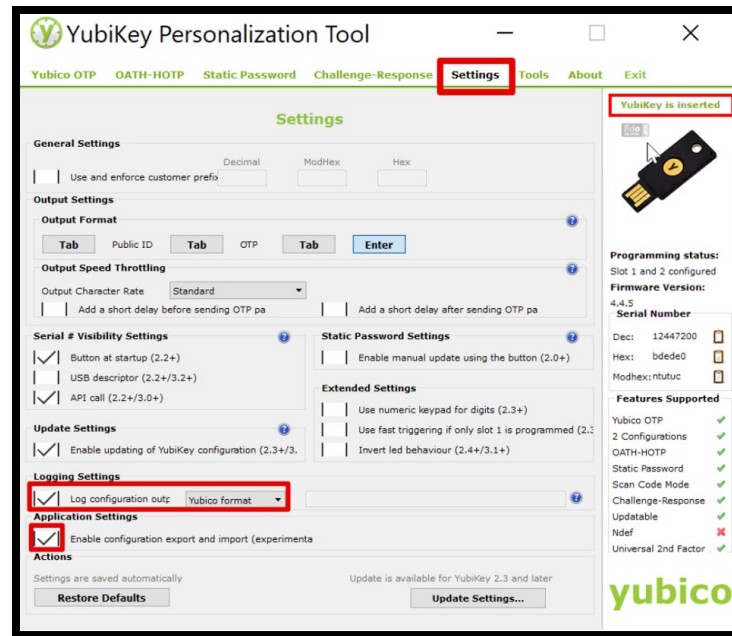 YubiKey Personalization Tool
Yubico OTP OATH-HOTP Static Password Challenge-Response Settings Tools About Exit
Settings
General Settings
Decimal ModHex Hex
Use and enforce customer prefix
Output Settings
Output Format
Tab Public ID Tab OTP Tab Enter
Output Speed Throttling
Output Character Rate Standard
Add a short delay before sending OTP pa Add a short delay after sending OTP pa
Serial # Visibility Settings
Button at startup (2.2+)
USB descriptor (2.2+/3.2+)
API call (2.2+/3.0+)
Static Password Settings
Enable manual update using the button (2.0+)
Extended Settings
Use numeric keypad for digits (2.3+)
Use fast triggering if only slot 1 is programmed (2.3
Invert led behaviour (2.4+/3.1+)
Update Settings
Enable updating of YubiKey configuration (2.3+/3.
Logging Settings
Log configuration outp Yubico format
Application Settings
Enable configuration export and import (experimenta
Actions
Settings are saved automatically Update is available for YubiKey 2.3 and later
Restore Defaults Update Settings...
YubiKey is inserted
Programming status:
Slot 1 and 2 configured
Firmware Version:
4.4.5
Serial Number
Dec: 12447200
Hex: bdede0
Modhex: ntutuc
Features Supported
Yubico OTP
2 Configurations
OATH-HOTP
Static Password
Scan Code Mode
Challenge-Response
Updatable
Ndef
Universal 2nd Factor
yubico